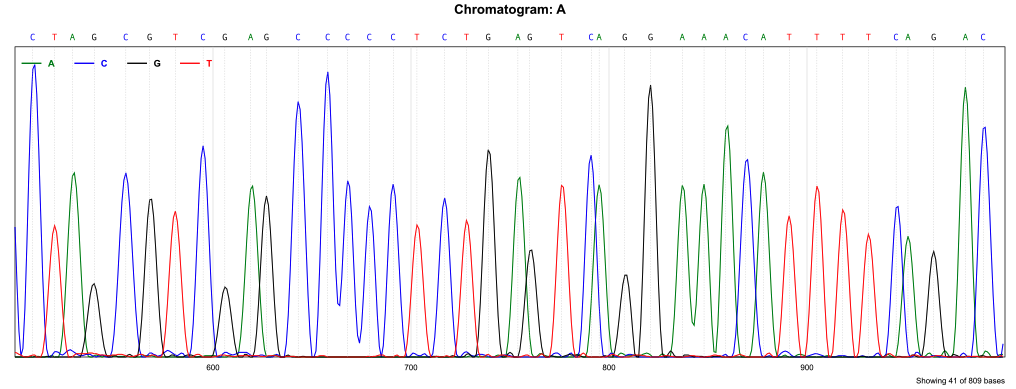 Chromatogram: A
C T A G C G T C G A G C C C C C T C T G A G T C A G G A A A C A T T T T C A G A C
A C G T
600 700 800 900
Showing 41 of 809 bases